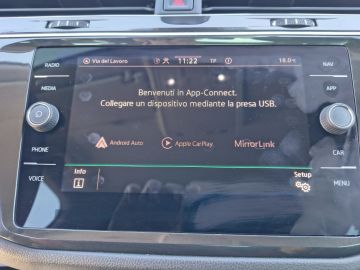 Via del Lavoro 11:22 TP 18.0°
RADIO
NAV
MEDIA
APP
Benvenuti in App-Connect.
Collegare un dispositivo mediante la presa USB.
Android Auto Apple CarPlay MirrorLink
PHONE
CAR
VOICE
MENU
Info
Setup